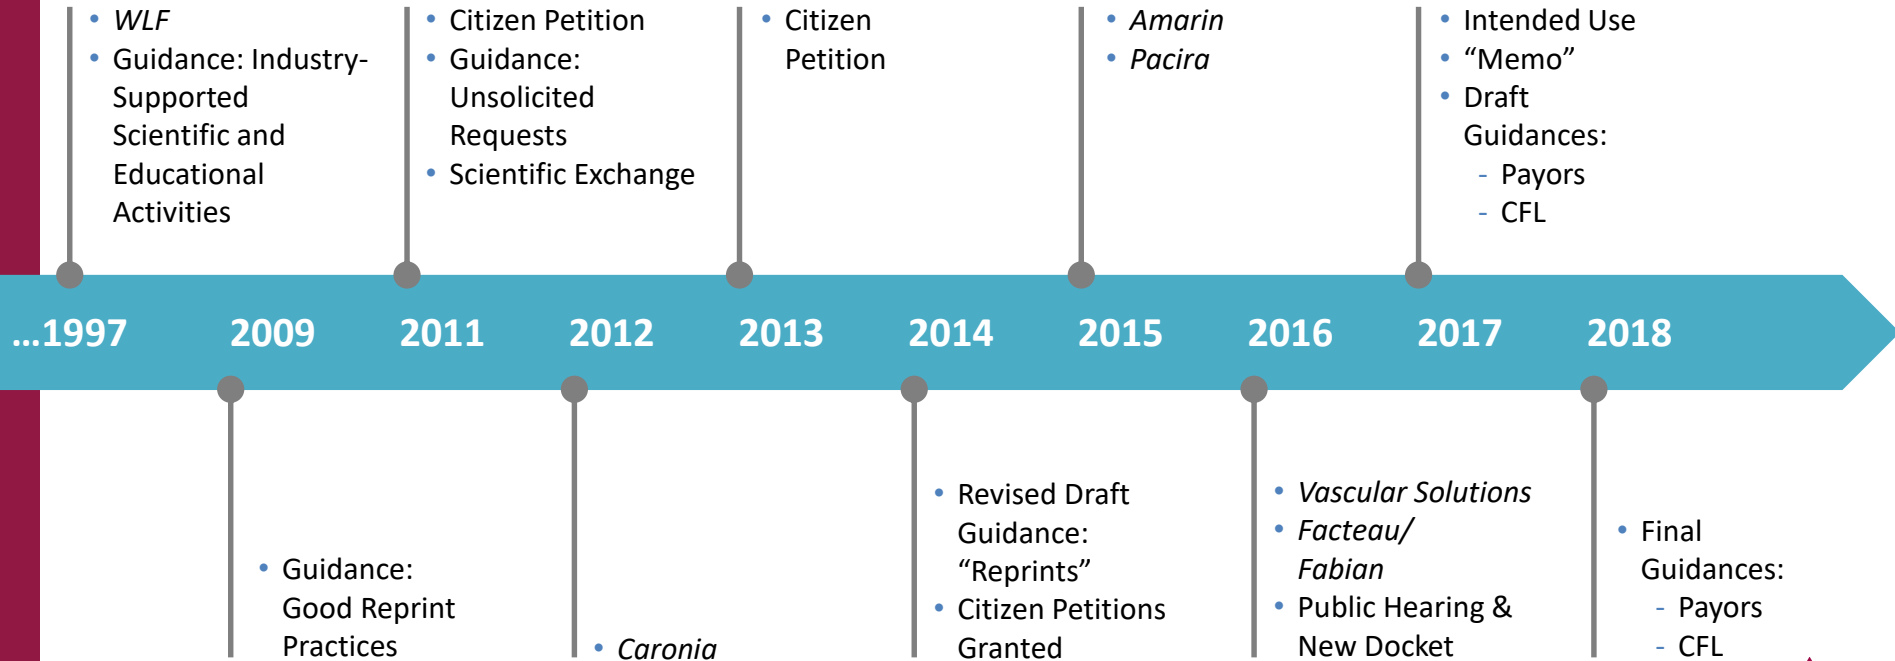 • WLF
• Guidance: Industry-
Supported
Scientific and
Educational
Activities
• Citizen Petition
• Guidance:
Unsolicited
Requests
• Scientific Exchange
• Citizen
Petition
• Amarin
• Pacira
• Intended Use
• “Memo”
• Draft
Guidances:
- Payors
- CFL
...1997 2009 2011 2012 2013 2014 2015 2016 2017 2018
• Guidance:
Good Reprint
Practices
• Caronia
• Revised Draft
Guidance:
“Reprints”
• Citizen Petitions
Granted
• Vascular Solutions
• Facteau/
Fabian
• Public Hearing &
New Docket
• Final
Guidances:
- Payors
- CFL